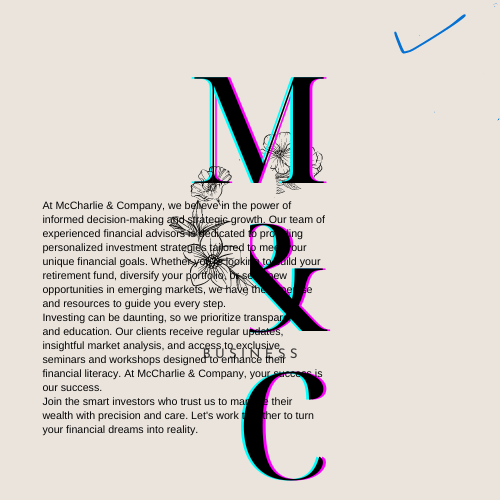 M
At McCharlie & Company, we believe in the power of
informed decision-making and strategic growth. Our team of
experienced financial advisors is dedicated to providing
personalized investment strategies tailored to meet your
unique financial goals. Whether you're looking to build your
retirement fund, diversify your portfolio, or seek new
opportunities in emerging markets, we have the expertise
and resources to guide you every step.
&
Investing can be daunting, so we prioritize transparency
and education. Our clients receive regular updates,
insightful market analysis, and access to exclusive
BUSINESS
seminars and workshops designed to enhance their
financial literacy. At McCharlie & Company, your success is
our success.
Join the smart investors who trust us to manage their
wealth with precision and care. Let's work together to turn
your financial dreams into reality.
C